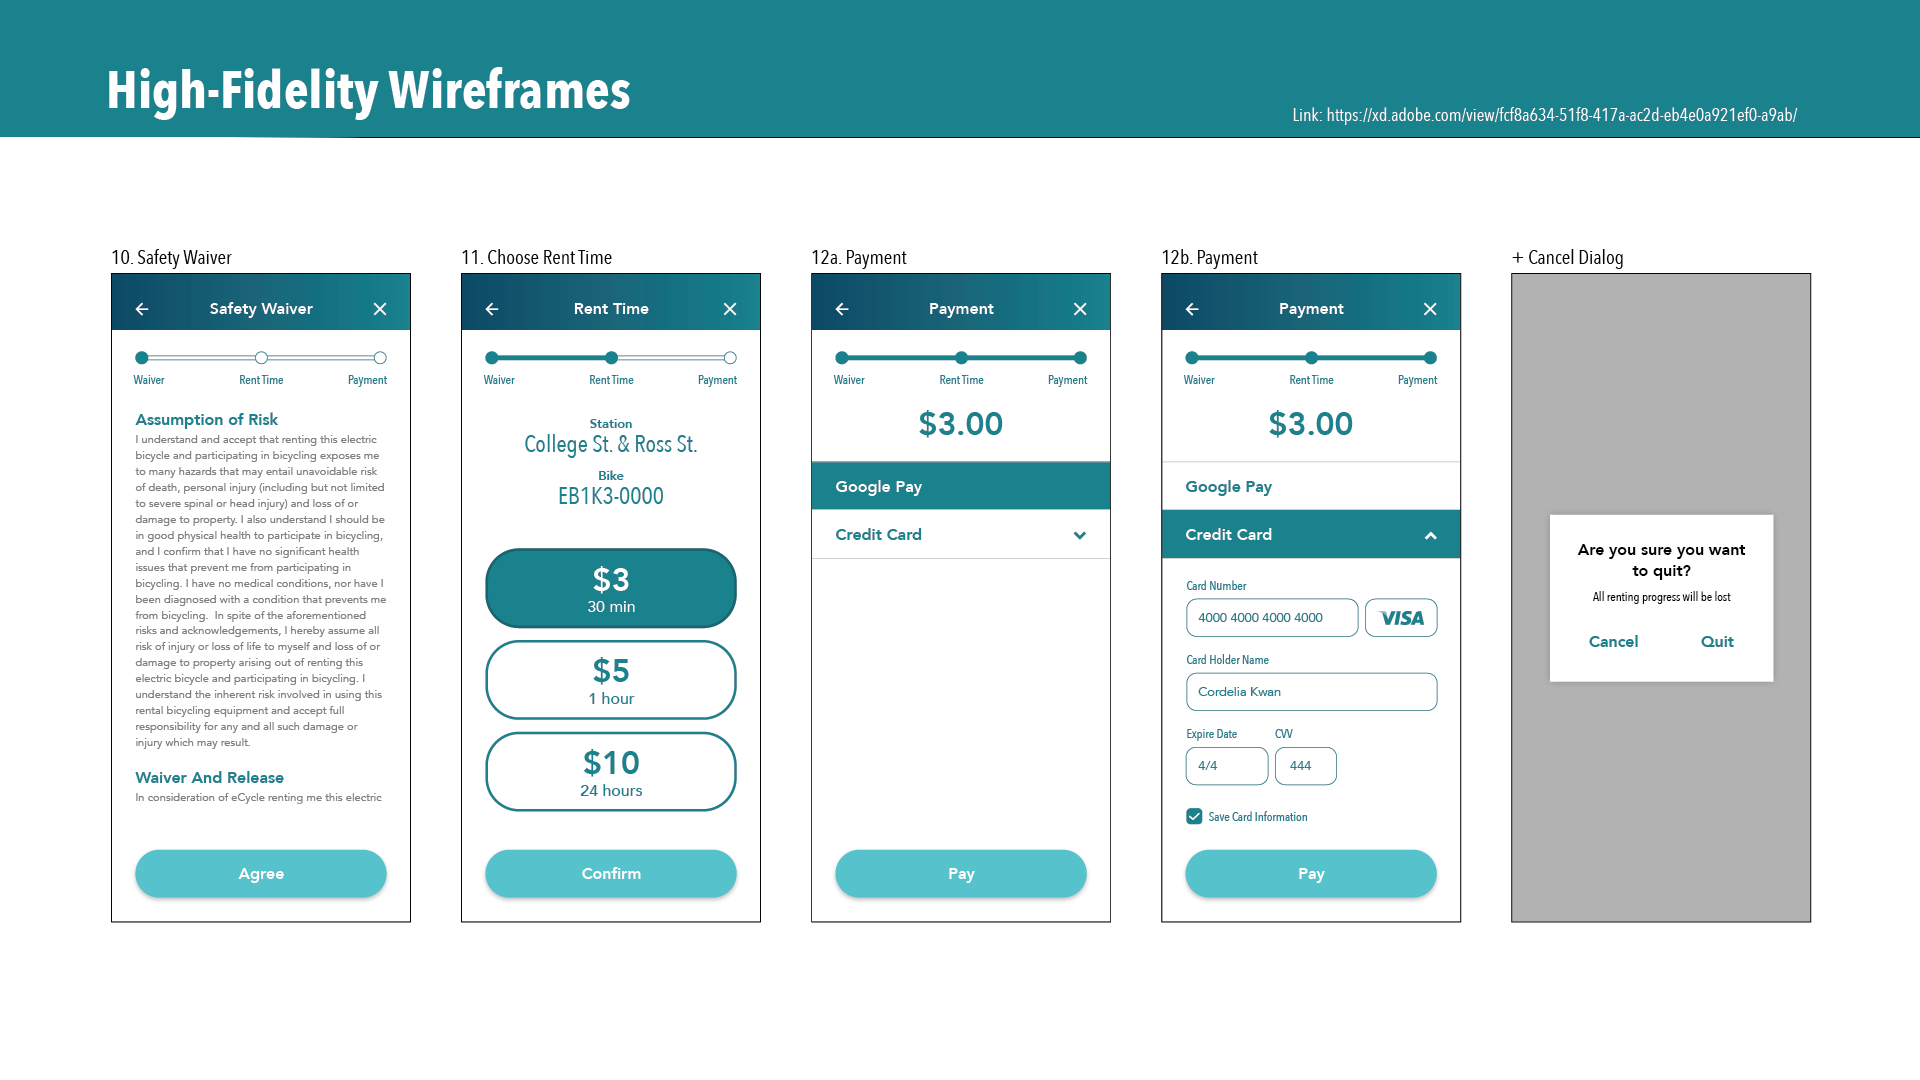 High-Fidelity Wireframes
Link: https://xd.adobe.com/view/fcf8a634-51f8-417a-ac2d-eb4e0a921ef0-a9ab/
10. Safety Waiver
Safety Waiver
Waiver
Rent Time
Payment
Assumption of Risk
I understand and accept that renting this electric
bicycle and participating in bicycling exposes me
to many hazards that may entail unavoidable risk
of death, personal injury (including but not limited
to severe spinal or head injury) and loss of or
damage to property. I also understand I should be
in good physical health to participate in bicycling,
and I confirm that I have no significant health
issues that prevent me from participating in
bicycling. I have no medical conditions, nor have I
been diagnosed with a condition that prevents me
from bicycling.  In spite of the aforementioned
risks and acknowledgements, I hereby assume all
risk of injury or loss of life to myself and loss of or
damage to property arising out of renting this
electric bicycle and participating in bicycling. I
understand the inherent risk involved in using this
rental bicycling equipment and accept full
responsibility for any and all such damage or
injury which may result.
Waiver And Release
In consideration of eCycle renting me this electric
Agree
11. Choose Rent Time
Rent Time
Waiver
Rent Time
Payment
Station
College St. & Ross St.
Bike
EB1K3-0000
$3
30 min
$5
1 hour
$10
24 hours
Confirm
12a. Payment
Payment
Waiver
Rent Time
Payment
$3.00
Google Pay
Credit Card
Pay
12b. Payment
Payment
Waiver
Rent Time
Payment
$3.00
Google Pay
Credit Card
Card Number
4000 4000 4000 4000
VISA
Card Holder Name
Cordelia Kwan
Expire Date
CVV
4/4
444
Save Card Information
Pay
+ Cancel Dialog
Are you sure you want
to quit?
All renting progress will be lost
Cancel
Quit